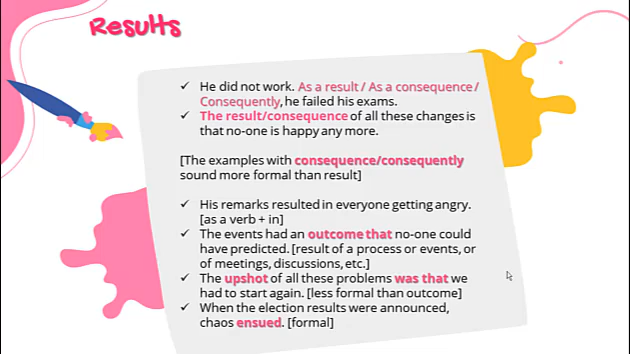 Results
✓ He did not work. As a result / As a consequence /
Consequently, he failed his exams.
✓ The result/consequence of all these changes is
that no-one is happy any more.
[The examples with consequence/consequently
sound more formal than result]
✓ His remarks resulted in everyone getting angry.
[as a verb + in]
✓ The events had an outcome that no-one could
have predicted. [result of a process or events, or
of meetings, discussions, etc.]
✓ The upshot of all these problems was that we
had to start again. [less formal than outcome]
✓ When the election results were announced,
chaos ensued. [formal]